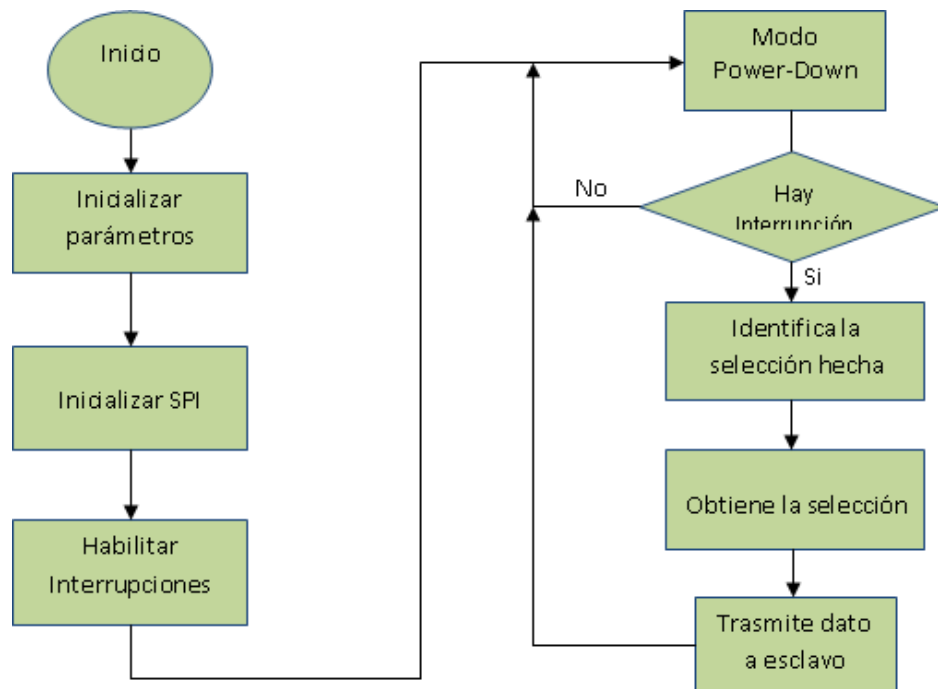 Inicio
Inicializar
parámetros
Inicializar SPI
Habilitar
Interrupciones
Modo
Power-Down
Hay
Interrupción
No
Si
Identifica la
selección hecha
Obtiene la selección
Trasmite dato
a esclavo